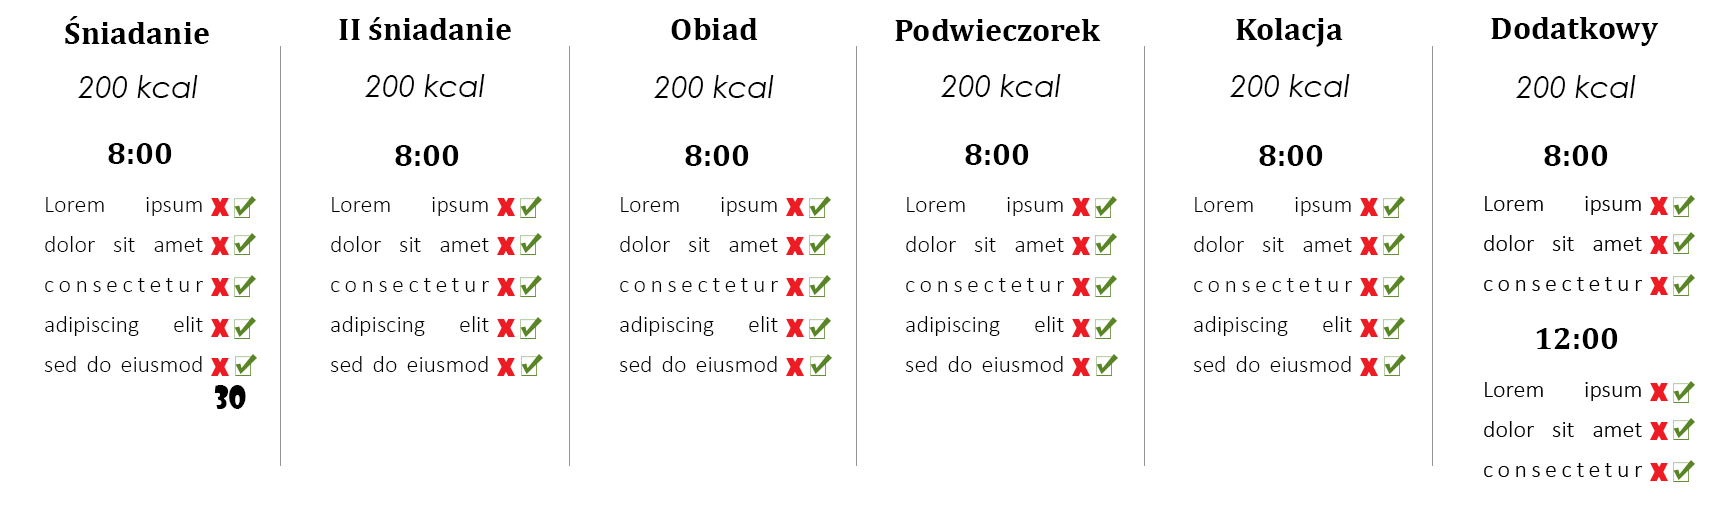 Śniadanie
200 kcal
8:00
Lorem ipsum
dolor sit amet
consectetur
adipiscing elit
sed do eiusmod
30
II śniadanie
200 kcal
8:00
Lorem ipsum
dolor sit amet
consectetur
adipiscing elit
sed do eiusmod
Obiad
200 kcal
8:00
Lorem ipsum
dolor sit amet
consectetur
adipiscing elit
sed do eiusmod
Podwieczorek
200 kcal
8:00
Lorem ipsum
dolor sit amet
consectetur
adipiscing elit
sed do eiusmod
Kolacja
200 kcal
8:00
Lorem ipsum
dolor sit amet
consectetur
adipiscing elit
sed do eiusmod
Dodatkowy
200 kcal
8:00
Lorem ipsum
dolor sit amet
consectetur
12:00
Lorem ipsum
dolor sit amet
consectetur